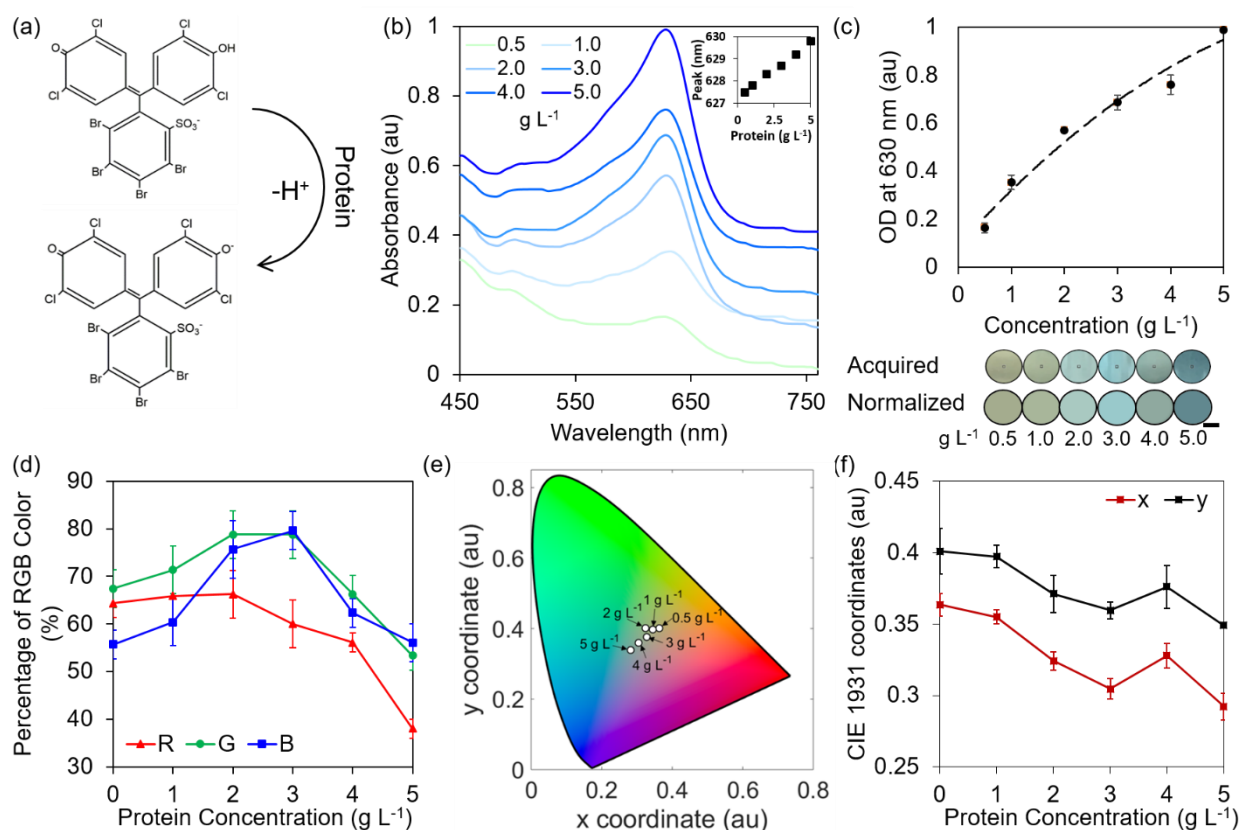 (a)
Cl
Cl
O
OH
Cl
Cl
Br
SO₃⁻
Br
Br
Br
-H⁺
Protein
Cl
Cl
O
O⁻
Cl
Cl
Br
SO₃⁻
Br
Br
Br
(b)
1
0.8
0.6
0.4
0.2
0
Absorbance (au)
0.5 1.0
2.0 3.0
4.0 5.0
g L⁻¹
630
629
628
627
Peak (nm)
0 2.5 5
Protein (g L⁻¹)
450 550 650 750
Wavelength (nm)
(c)
1
0.8
0.6
0.4
0.2
0
OD at 630 nm (au)
0 1 2 3 4 5
Concentration (g L⁻¹)
Acquired
Normalized
g L⁻¹ 0.5 1.0 2.0 3.0 4.0 5.0
(d)
90
80
70
60
50
40
30
Percentage of RGB Color
(%)
R G B
0 1 2 3 4 5
Protein Concentration (g L⁻¹)
(e)
0.8
0.6
0.4
0.2
0
y coordinate (au)
1 g L⁻¹
2 g L⁻¹
0.5 g L⁻¹
5 g L⁻¹
3 g L⁻¹
4 g L⁻¹
0 0.2 0.4 0.6 0.8
x coordinate (au)
(f)
0.45
0.4
0.35
0.3
0.25
CIE 1931 coordinates (au)
x y
0 1 2 3 4 5
Protein Concentration (g L⁻¹)